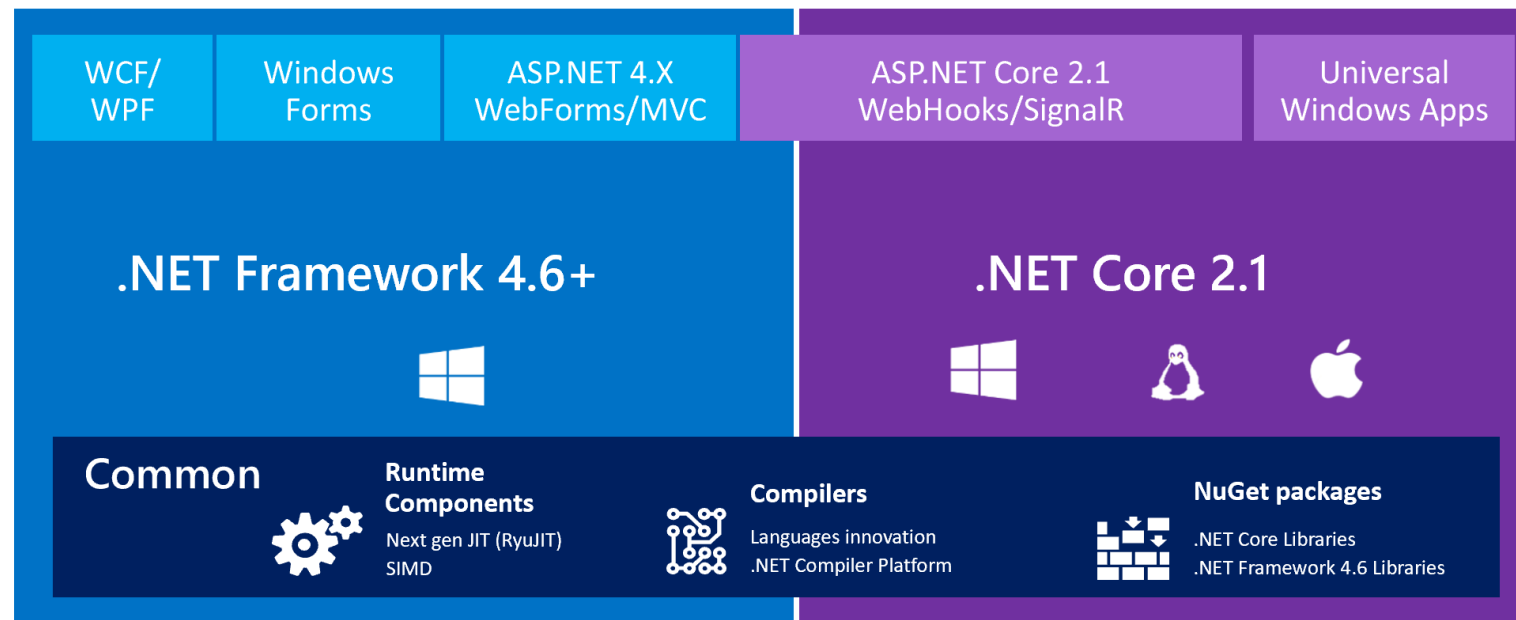 WCF/
WPF
Windows
Forms
ASP.NET 4.X
WebForms/MVC
ASP.NET Core 2.1
WebHooks/SignalR
Universal
Windows Apps
.NET Framework 4.6+
.NET Core 2.1
Common
Runtime
Components
Next gen JIT (RyuJIT)
SIMD
Compilers
Languages innovation
.NET Compiler Platform
NuGet packages
.NET Core Libraries
.NET Framework 4.6 Libraries